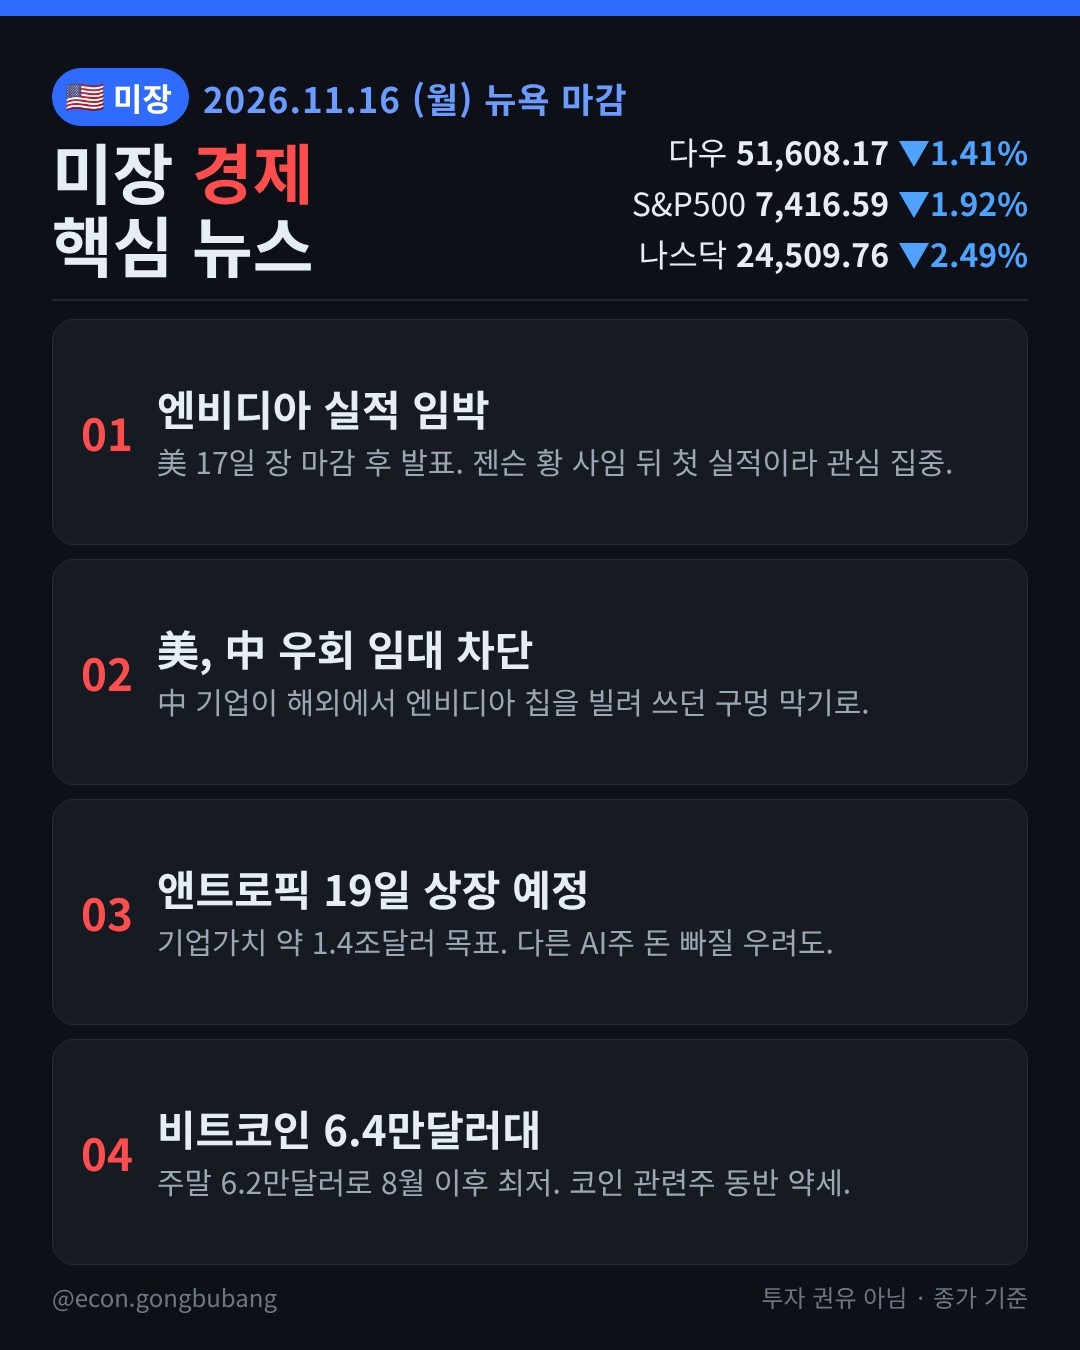 🇺🇸 미장 2026.11.16 (월) 뉴욕 마감
미장 경제
핵심 뉴스
다우 51,608.17 ▼1.41%
S&P500 7,416.59 ▼1.92%
나스닥 24,509.76 ▼2.49%
01
엔비디아 실적 임박
美 17일 장 마감 후 발표. 젠슨 황 사임 뒤 첫 실적이라 관심 집중.
02
美, 中 우회 임대 차단
中 기업이 해외에서 엔비디아 칩을 빌려 쓰던 구멍 막기로.
03
앤트로픽 19일 상장 예정
기업가치 약 1.4조달러 목표. 다른 AI주 돈 빠질 우려도.
04
비트코인 6.4만달러대
주말 6.2만달러로 8월 이후 최저. 코인 관련주 동반 약세.
@econ.gongbubang
투자 권유 아님 · 종가 기준